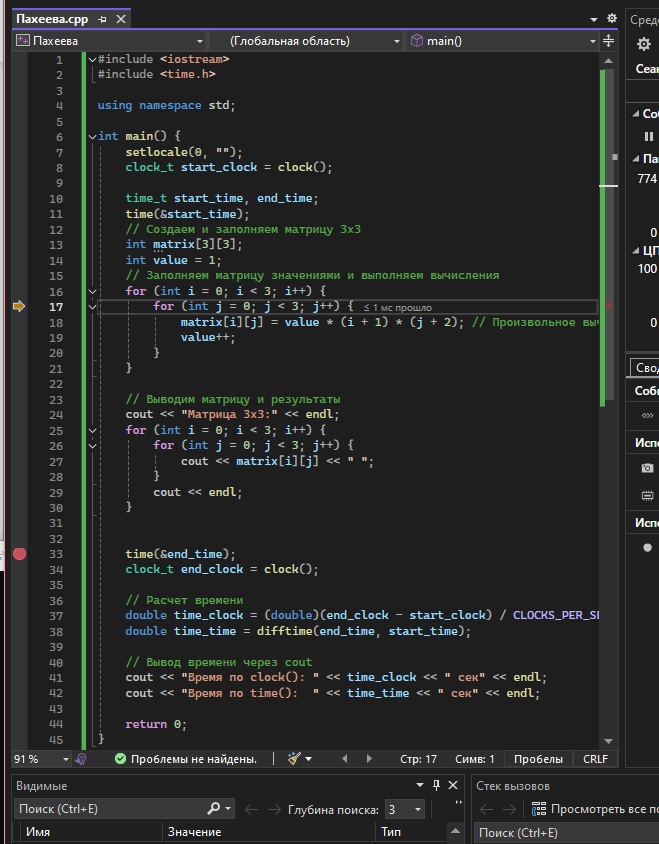 Пахеева.cpp
Пахеева (Глобальная область) main()
1 #include <iostream>
2 #include <time.h>
3
4 using namespace std;
5
6 int main() {
7 setlocale(0, "");
8 clock_t start_clock = clock();
9
10 time_t start_time, end_time;
11 time(&start_time);
12 // Создаем и заполняем матрицу 3x3
13 int matrix[3][3];
14 int value = 1;
15 // Заполняем матрицу значениями и выполняем вычисления
16 for (int i = 0; i < 3; i++) {
17 for (int j = 0; j < 3; j++) { ≤ 1 мс прошло
18 matrix[i][j] = value * (i + 1) * (j + 2); // Произвольное выч
19 value++;
20 }
21 }
22
23 // Выводим матрицу и результаты
24 cout << "Матрица 3x3:" << endl;
25 for (int i = 0; i < 3; i++) {
26 for (int j = 0; j < 3; j++) {
27 cout << matrix[i][j] << " ";
28 }
29 cout << endl;
30 }
31
32
33 time(&end_time);
34 clock_t end_clock = clock();
35
36 // Расчет времени
37 double time_clock = (double)(end_clock - start_clock) / CLOCKS_PER_SE
38 double time_time = difftime(end_time, start_time);
39
40 // Вывод времени через cout
41 cout << "Время по clock(): " << time_clock << " сек" << endl;
42 cout << "Время по time():  " << time_time << " сек" << endl;
43
44 return 0;
45 }
91 % Проблемы не найдены. Стр: 17 Симв: 1 Пробелы CRLF
Видимые
Поиск (Ctrl+E) Глубина поиска: 3
Имя Значение Тип
Стек вызовов
Просмотреть все по
Поиск (Ctrl+E)
Средс
Сеан
Соб
Па
774
0
ЦП
100
0
Свод
Собы
Испо
Испо